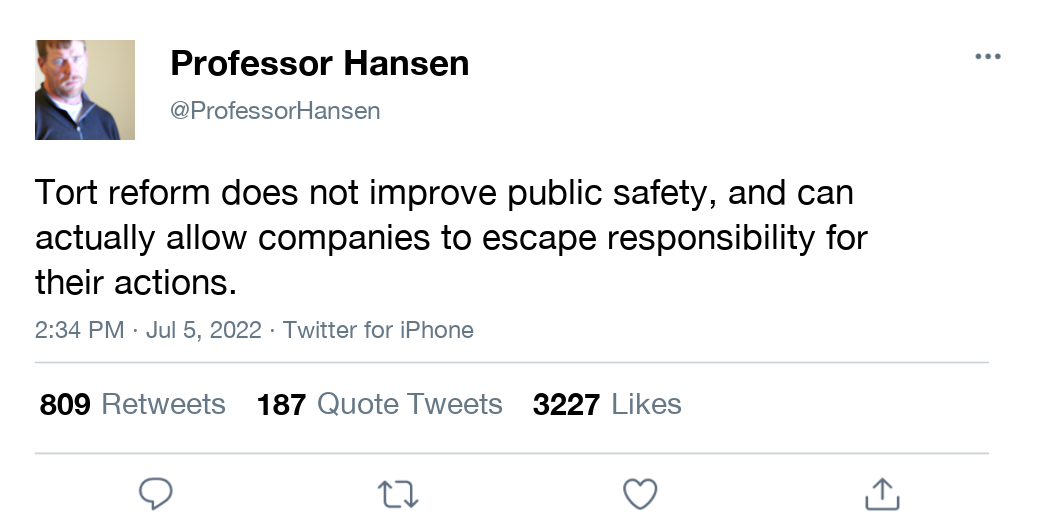 Professor Hansen
@ProfessorHansen
Tort reform does not improve public safety, and can
actually allow companies to escape responsibility for
their actions.
2:34 PM · Jul 5, 2022 · Twitter for iPhone
809 Retweets 187 Quote Tweets 3227 Likes